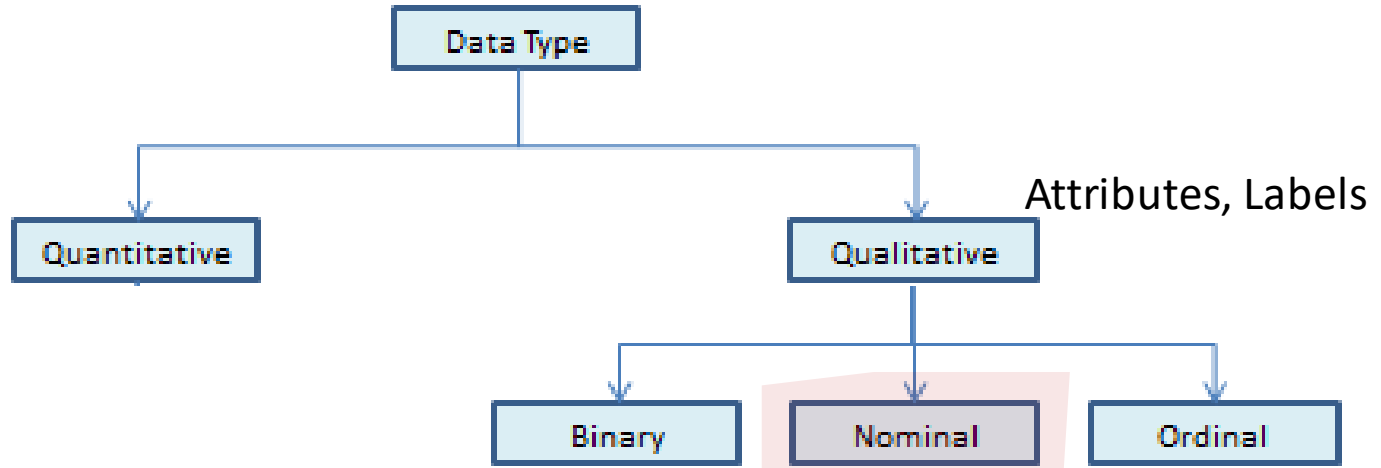 Data Type
Attributes, Labels
Quantitative
Qualitative
Binary
Nominal
Ordinal